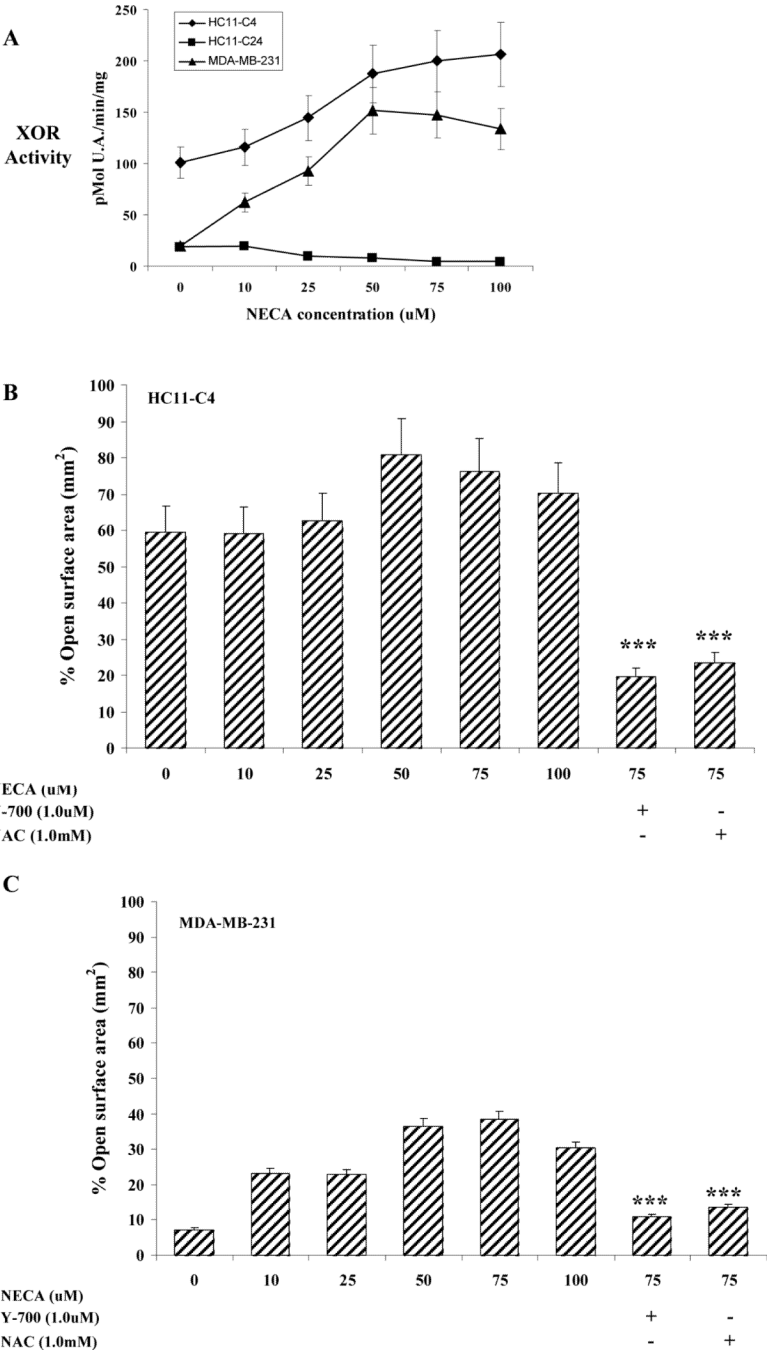 A
HC11-C4
HC11-C24
MDA-MB-231
XOR
Activity
pMol U.A./min/mg
250
200
150
100
50
0
0 10 25 50 75 100
NECA concentration (uM)
B
HC11-C4
% Open surface area (mm²)
100
90
80
70
60
50
40
30
20
10
0
*** ***
0 10 25 50 75 100 75 75
IECA (uM)
-700 (1.0uM) + -
IAC (1.0mM) - +
C
MDA-MB-231
% Open surface area (mm²)
100
90
80
70
60
50
40
30
20
10
0
*** ***
0 10 25 50 75 100 75 75
NECA (uM)
Y-700 (1.0uM) + -
NAC (1.0mM) - +